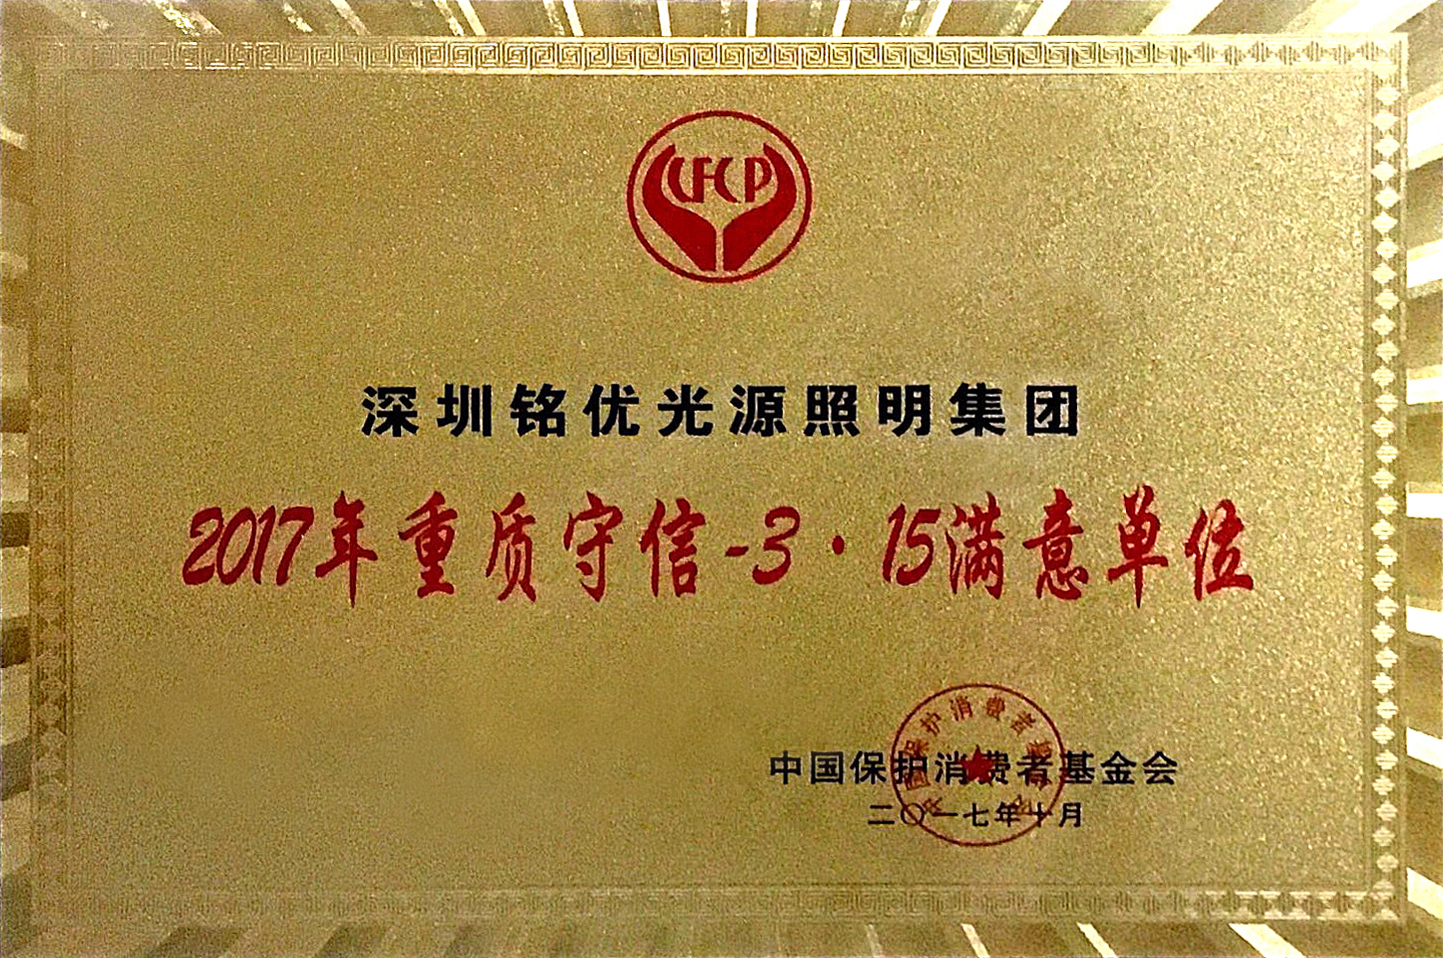 CFCP
深圳铭优光源照明集团
2017年重质守信-3·15满意单位
中国保护消费者基金会
二〇一七年十月